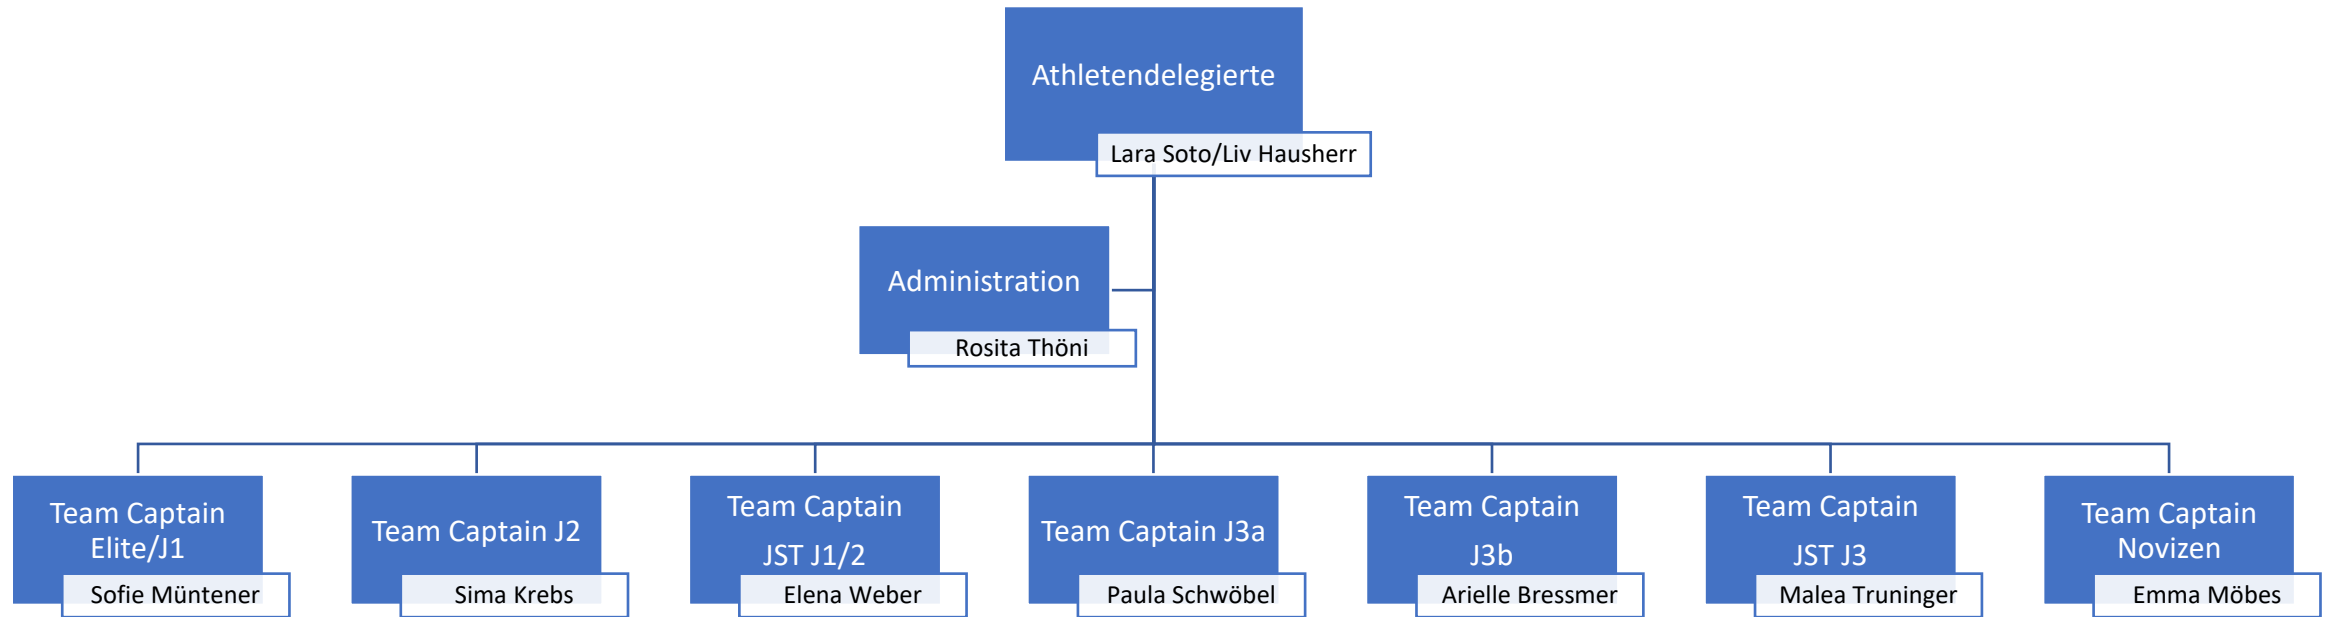 Athletendelegierte
Lara Soto/Liv Hausherr
Administration
Rosita Thöni
Team Captain
Elite/J1
Sofie Müntener
Team Captain J2
Sima Krebs
Team Captain
JST J1/2
Elena Weber
Team Captain J3a
Paula Schwöbel
Team Captain
J3b
Arielle Bressmer
Team Captain
JST J3
Malea Truninger
Team Captain
Novizen
Emma Möbes